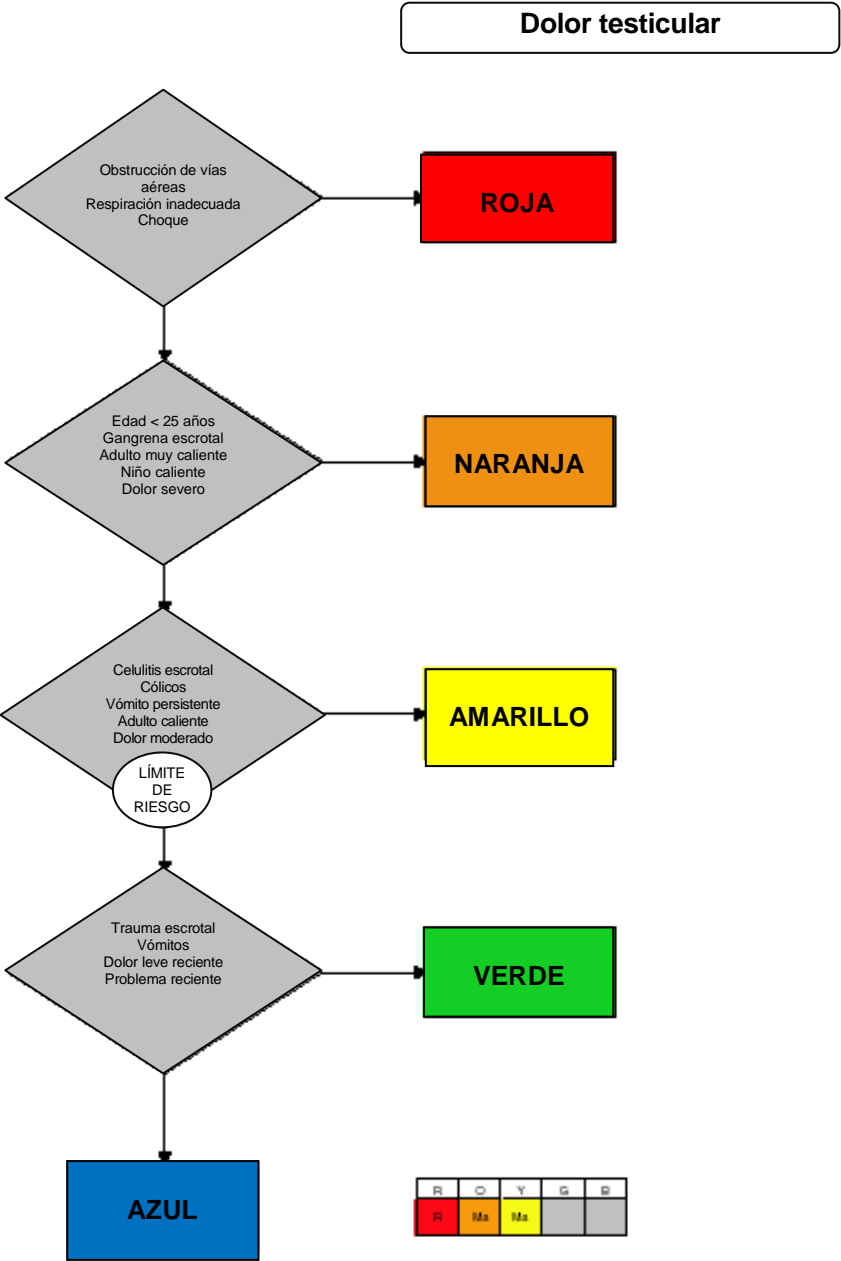 Dolor testicular
Obstrucción de vías
aéreas
Respiración inadecuada
Choque
ROJA
Edad < 25 años
Gangrena escrotal
Adulto muy caliente
Niño caliente
Dolor severo
NARANJA
Celulitis escrotal
Cólicos
Vómito persistente
Adulto caliente
Dolor moderado
AMARILLO
LÍMITE
DE
RIESGO
Trauma escrotal
Vómitos
Dolor leve reciente
Problema reciente
VERDE
AZUL
R O Y G B
R Ma Ma